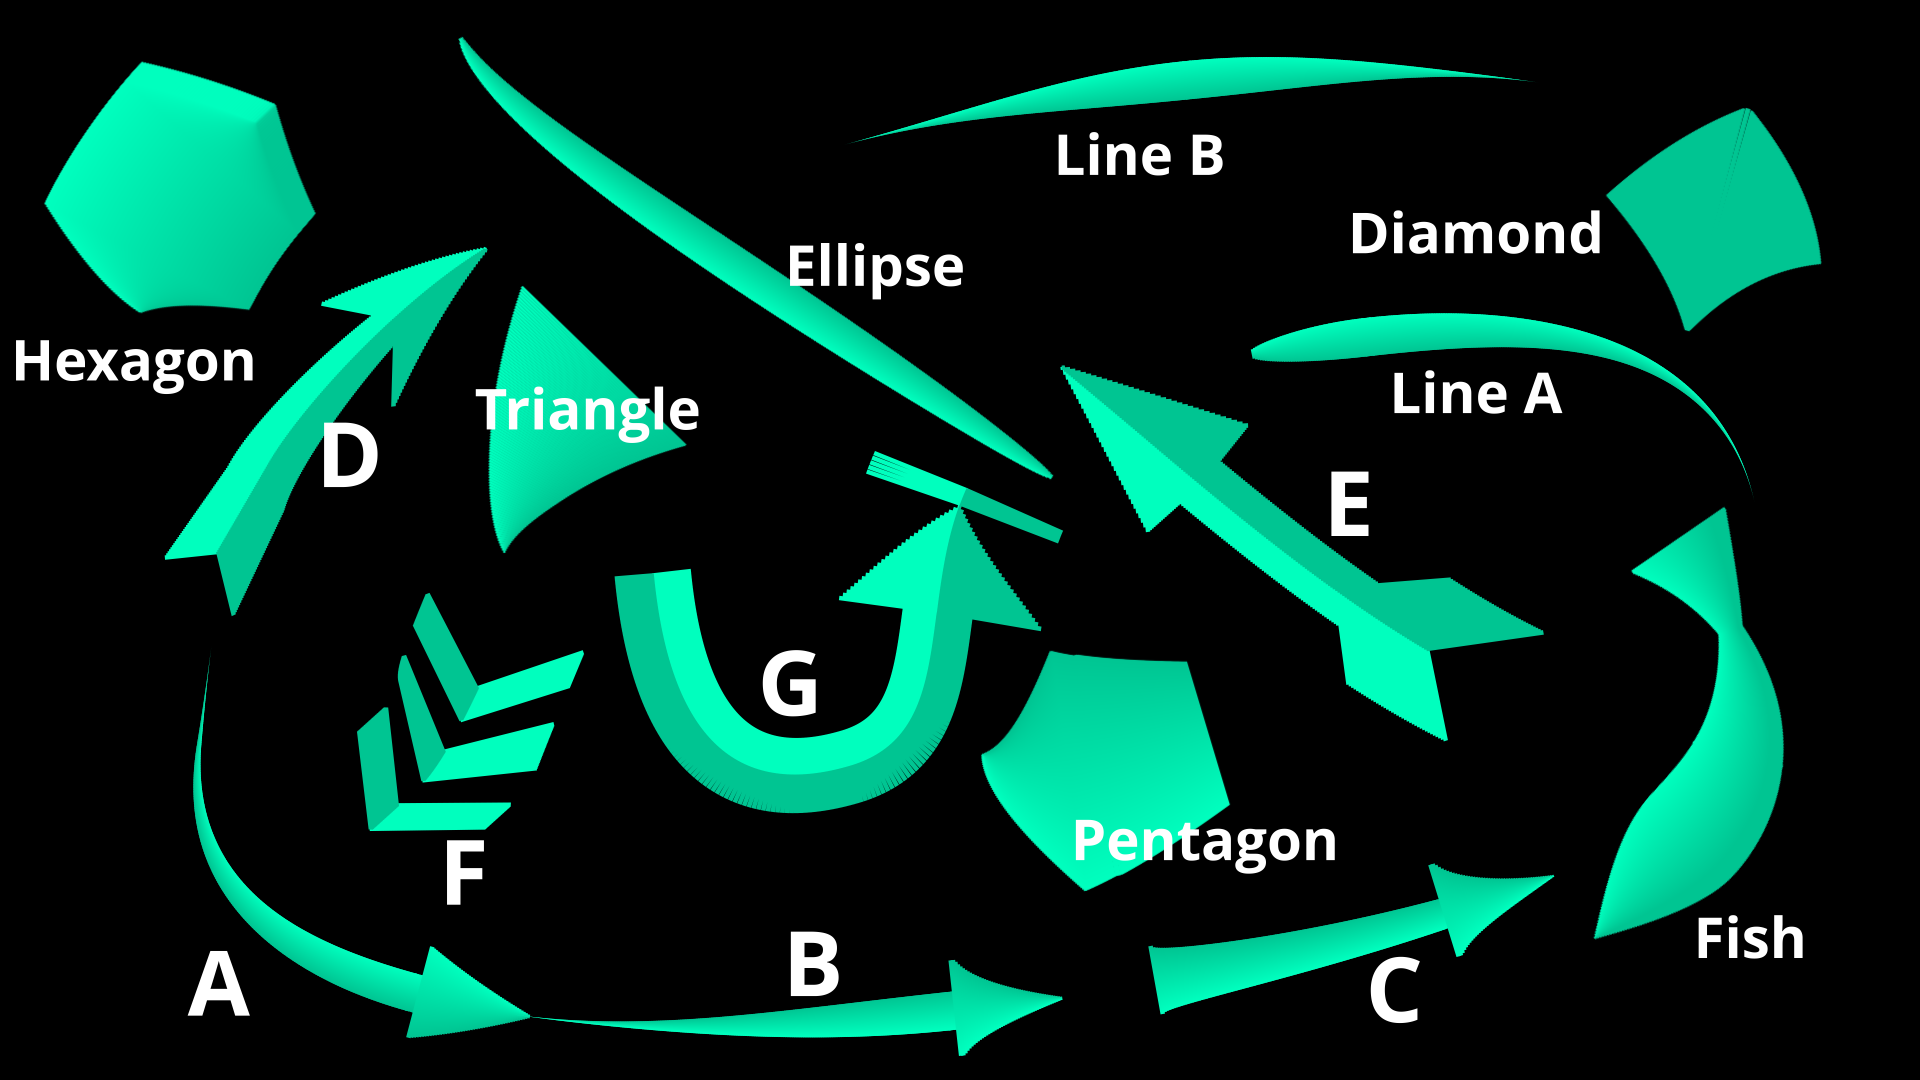 Line B
Diamond
Ellipse
Hexagon
Triangle
Line A
D
E
G
Pentagon
F
Fish
A
B
C